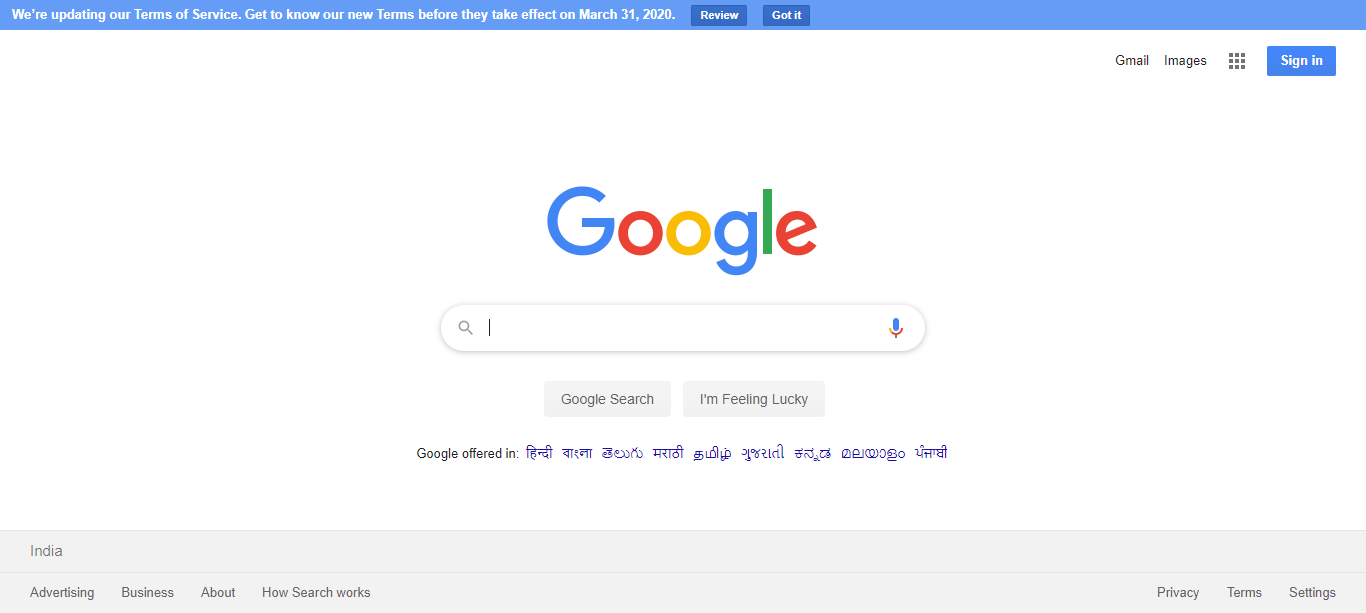 We're updating our Terms of Service. Get to know our new Terms before they take effect on March 31, 2020. Review Got it
Gmail Images Sign in
Google
Google Search I'm Feeling Lucky
Google offered in: हिन्दी বাংলা తెలుగు मराठी தமிழ் ગુજરાતી ಕನ್ನಡ മലയാളം ਪੰਜਾਬੀ
India
Advertising Business About How Search works Privacy Terms Settings